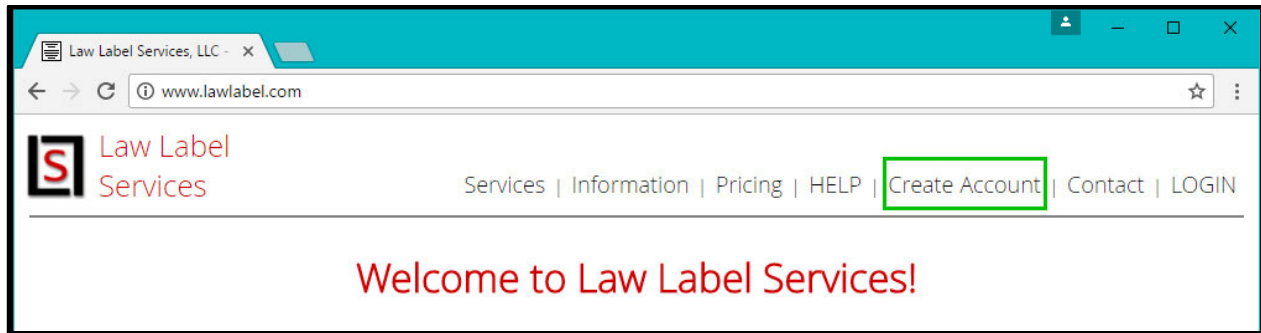 Law Label Services, LLC -
www.lawlabel.com
S
Law Label
Services
Services | Information | Pricing | HELP | Create Account | Contact | LOGIN
Welcome to Law Label Services!